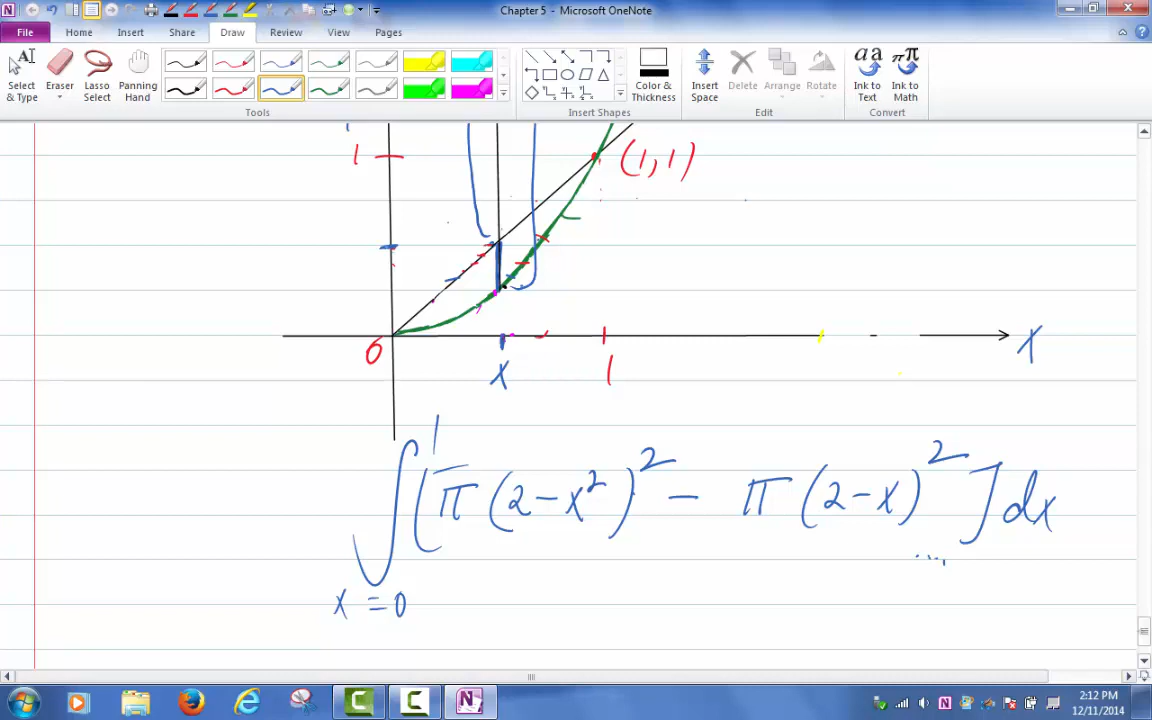 Chapter 5 - Microsoft OneNote
File Home Insert Share Draw Review View Pages
Select & Type Eraser Lasso Select Panning Hand Color & Thickness Insert Space Delete Arrange Rotate Ink to Text Ink to Math
Tools Insert Shapes Edit Convert
1 (1,1)
0 x 1 x
∫_{x=0}^{1} [π(2-x²)² - π(2-x)²] dx
....
2:12 PM
12/11/2014